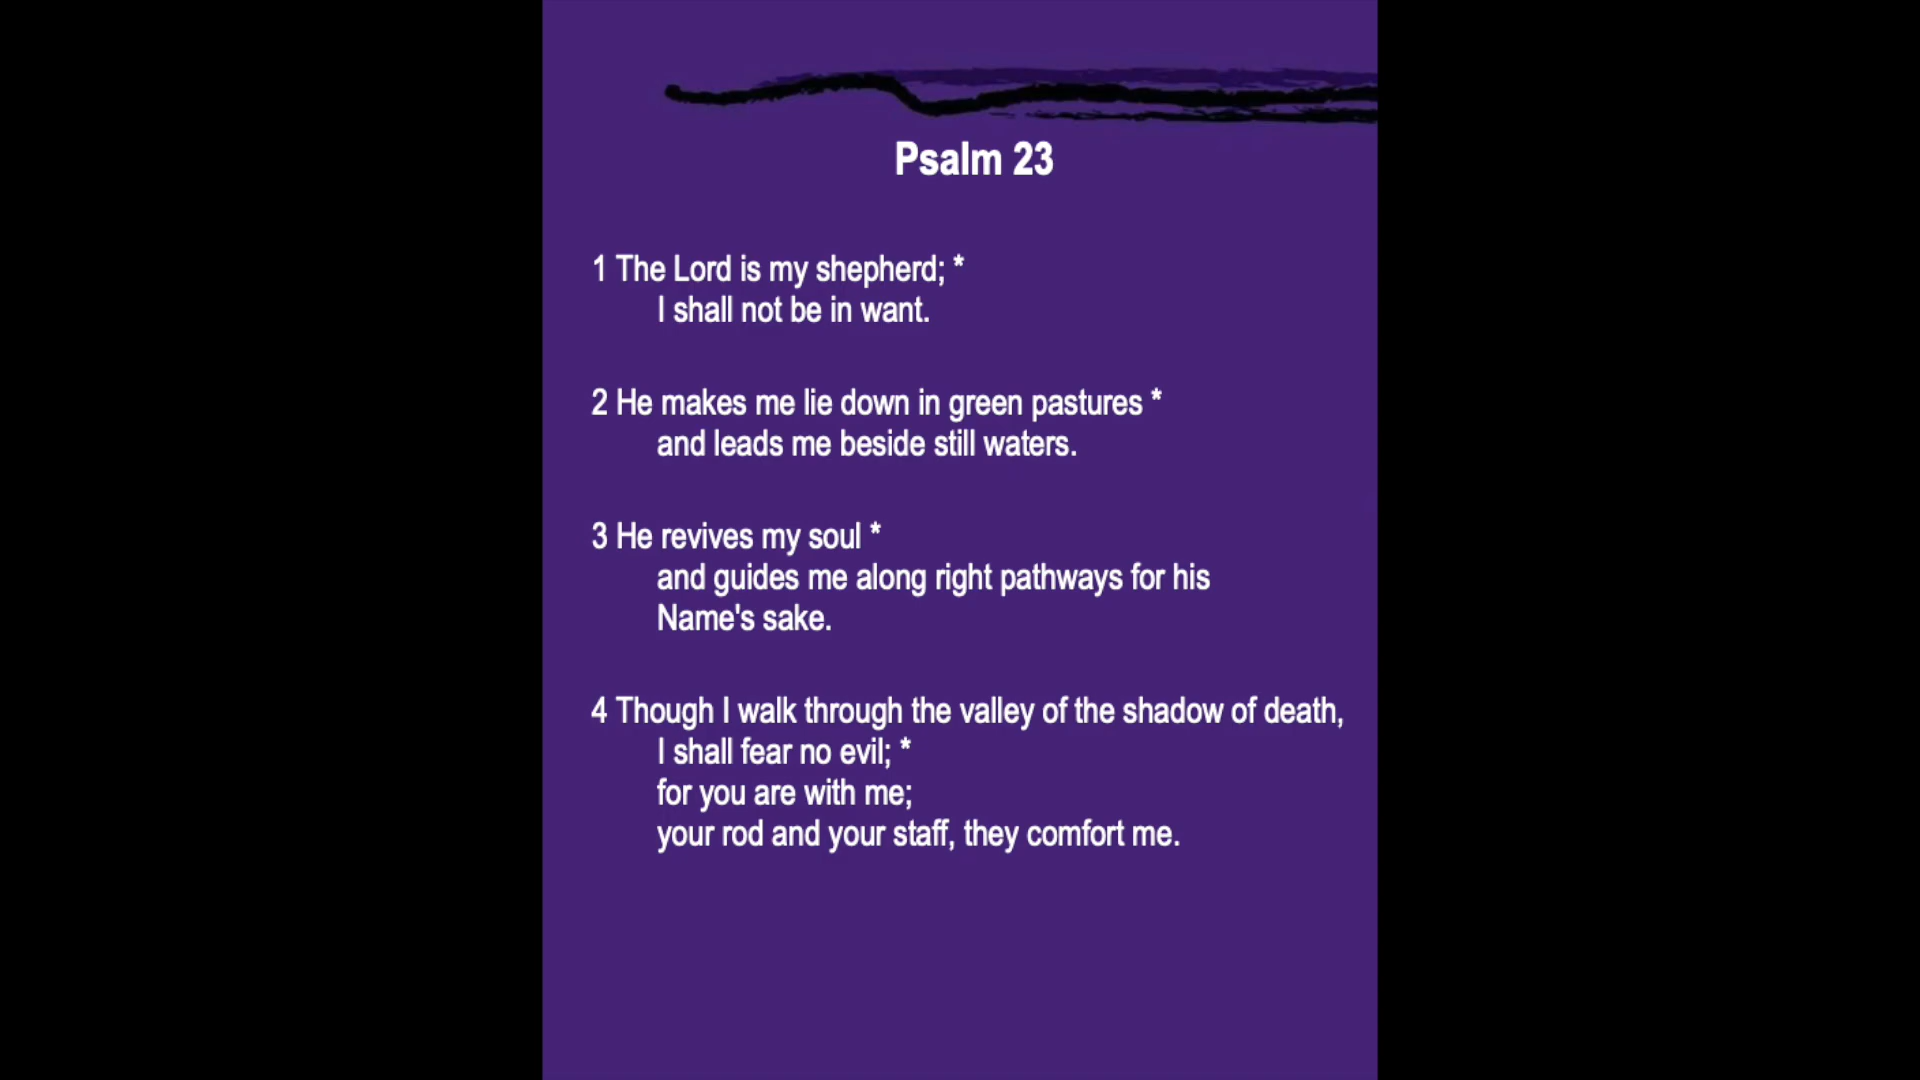 Psalm 23
1 The Lord is my shepherd; *
I shall not be in want.
2 He makes me lie down in green pastures *
and leads me beside still waters.
3 He revives my soul *
and guides me along right pathways for his
Name's sake.
4 Though I walk through the valley of the shadow of death,
I shall fear no evil; *
for you are with me;
your rod and your staff, they comfort me.